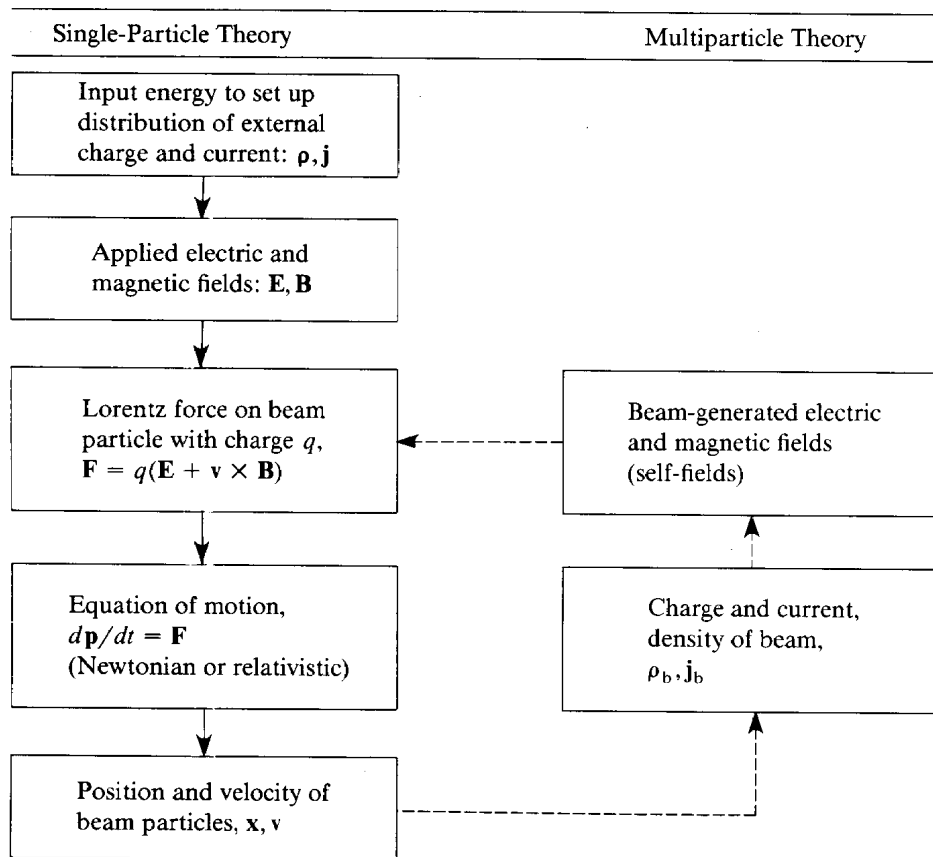 Single-Particle Theory
Multiparticle Theory
Input energy to set up
distribution of external
charge and current: ρ, j
Applied electric and
magnetic fields: E, B
Lorentz force on beam
particle with charge q,
F = q(E + v × B)
Equation of motion,
dp/dt = F
(Newtonian or relativistic)
Position and velocity of
beam particles, x, v
Beam-generated electric
and magnetic fields
(self-fields)
Charge and current,
density of beam,
ρb, jb